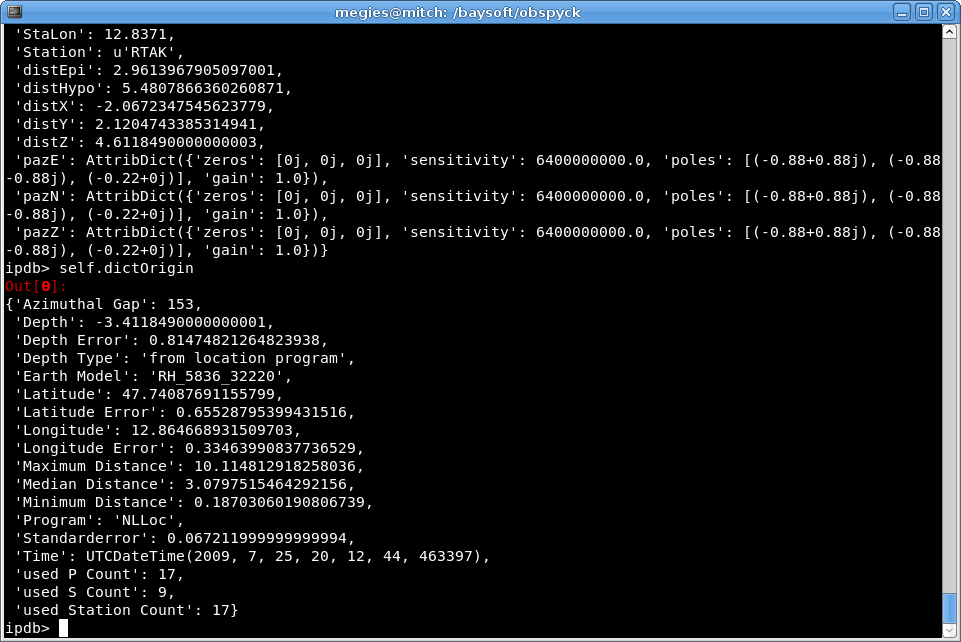 megies@mitch: /baysoft/obspyck
 'StaLon': 12.8371,
 'Station': u'RTAK',
 'distEpi': 2.9613967905097001,
 'distHypo': 5.4807866360260871,
 'distX': -2.0672347545623779,
 'distY': 2.1204743385314941,
 'distZ': 4.6118490000000003,
 'pazE': AttribDict({'zeros': [0j, 0j, 0j], 'sensitivity': 6400000000.0, 'poles': [(-0.88+0.88j), (-0.88
-0.88j), (-0.22+0j)], 'gain': 1.0}),
 'pazN': AttribDict({'zeros': [0j, 0j, 0j], 'sensitivity': 6400000000.0, 'poles': [(-0.88+0.88j), (-0.88
-0.88j), (-0.22+0j)], 'gain': 1.0}),
 'pazZ': AttribDict({'zeros': [0j, 0j, 0j], 'sensitivity': 6400000000.0, 'poles': [(-0.88+0.88j), (-0.88
-0.88j), (-0.22+0j)], 'gain': 1.0})}
ipdb> self.dictOrigin
Out[0]:
{'Azimuthal Gap': 153,
 'Depth': -3.4118490000000001,
 'Depth Error': 0.81474821264823938,
 'Depth Type': 'from location program',
 'Earth Model': 'RH_5836_32220',
 'Latitude': 47.74087691155799,
 'Latitude Error': 0.65528795399431516,
 'Longitude': 12.864668931509703,
 'Longitude Error': 0.33463990837736529,
 'Maximum Distance': 10.114812918258036,
 'Median Distance': 3.0797515464292156,
 'Minimum Distance': 0.18703060190806739,
 'Program': 'NLLoc',
 'Standarderror': 0.067211999999999994,
 'Time': UTCDateTime(2009, 7, 25, 20, 12, 44, 463397),
 'used P Count': 17,
 'used S Count': 9,
 'used Station Count': 17}
ipdb>